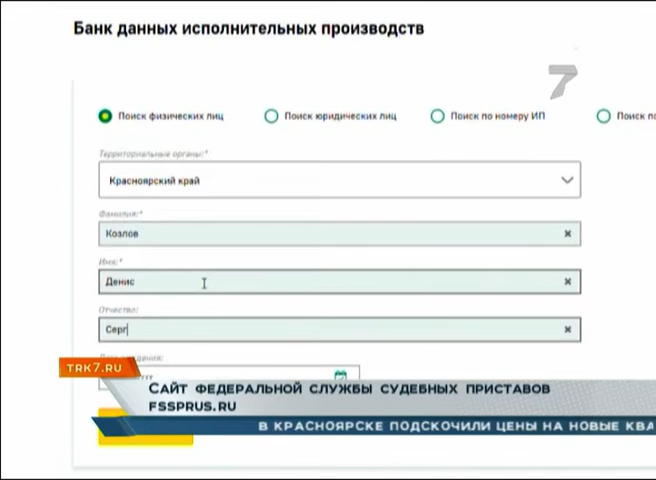 Банк данных исполнительных производств
7
Поиск физических лиц
Поиск юридических лиц
Поиск по номеру ИП
Поиск по
Территориальные органы:*
Красноярский край
Фамилия:*
Козлов
Имя:*
Денис
Отчество:
Серг
TRK7.RU
САЙТ ФЕДЕРАЛЬНОЙ СЛУЖБЫ СУДЕБНЫХ ПРИСТАВОВ
FSSPRUS.RU
В КРАСНОЯРСКЕ ПОДСКОЧИЛИ ЦЕНЫ НА НОВЫЕ КВА